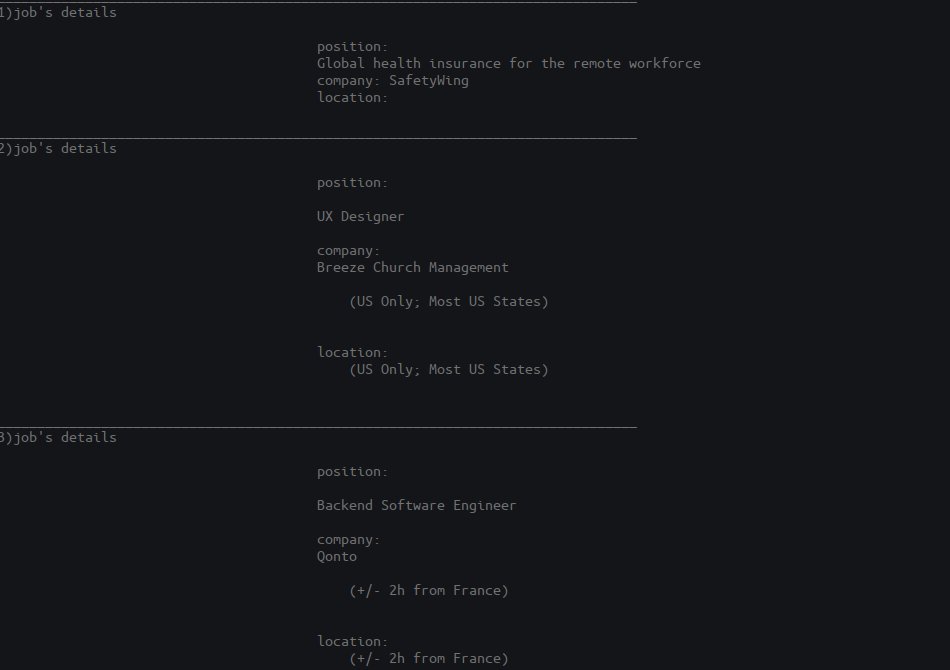 1)job's details
position:
Global health insurance for the remote workforce
company: SafetyWing
location:
2)job's details
position:
UX Designer
company:
Breeze Church Management
(US Only; Most US States)
location:
(US Only; Most US States)
3)job's details
position:
Backend Software Engineer
company:
Qonto
(+/- 2h from France)
location:
(+/- 2h from France)